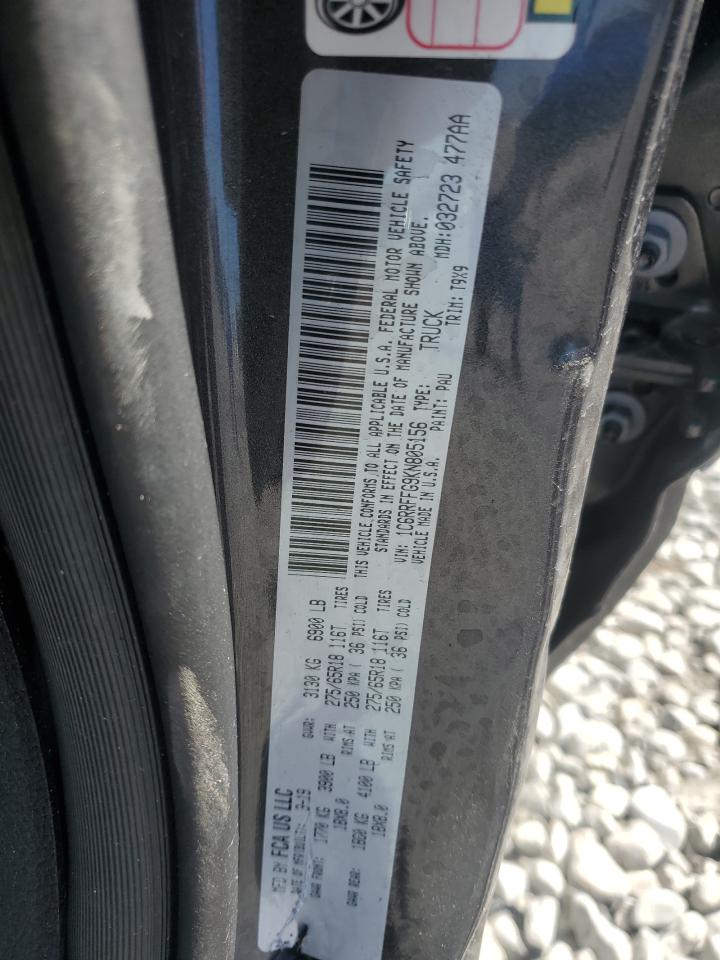 MFD BY FCA US LLC
DATE OF MFR(BUILT): 3-19 GVWR: 3130 KG 6900 LB
GAWR FRONT: 1770 KG 3900 LB WITH 275/65R18 116T TIRES
18X8.0 RIMS AT 250 KPA ( 36 PSI) COLD
GAWR REAR: 1860 KG 4100 LB WITH 275/65R18 116T TIRES
18X8.0 RIMS AT 250 KPA ( 36 PSI) COLD
THIS VEHICLE CONFORMS TO ALL APPLICABLE U.S.A. FEDERAL MOTOR VEHICLE SAFETY
STANDARDS IN EFFECT ON THE DATE OF MANUFACTURE SHOWN ABOVE.
VIN: 1C6RRFFG9KN805156 TYPE: TRUCK MDH:032723 477AA
VEHICLE MADE IN U.S.A. PAINT: PAU TRIM: T9X9